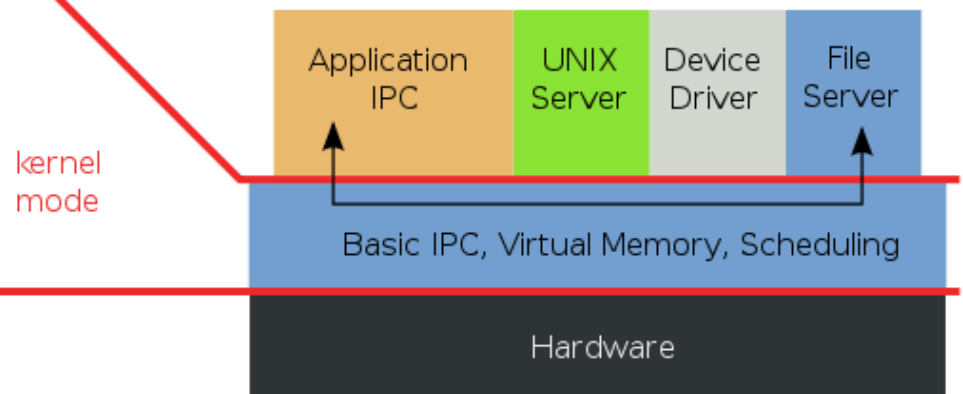 Application
IPC
UNIX
Server
Device
Driver
File
Server
kernel
mode
Basic IPC, Virtual Memory, Scheduling
Hardware